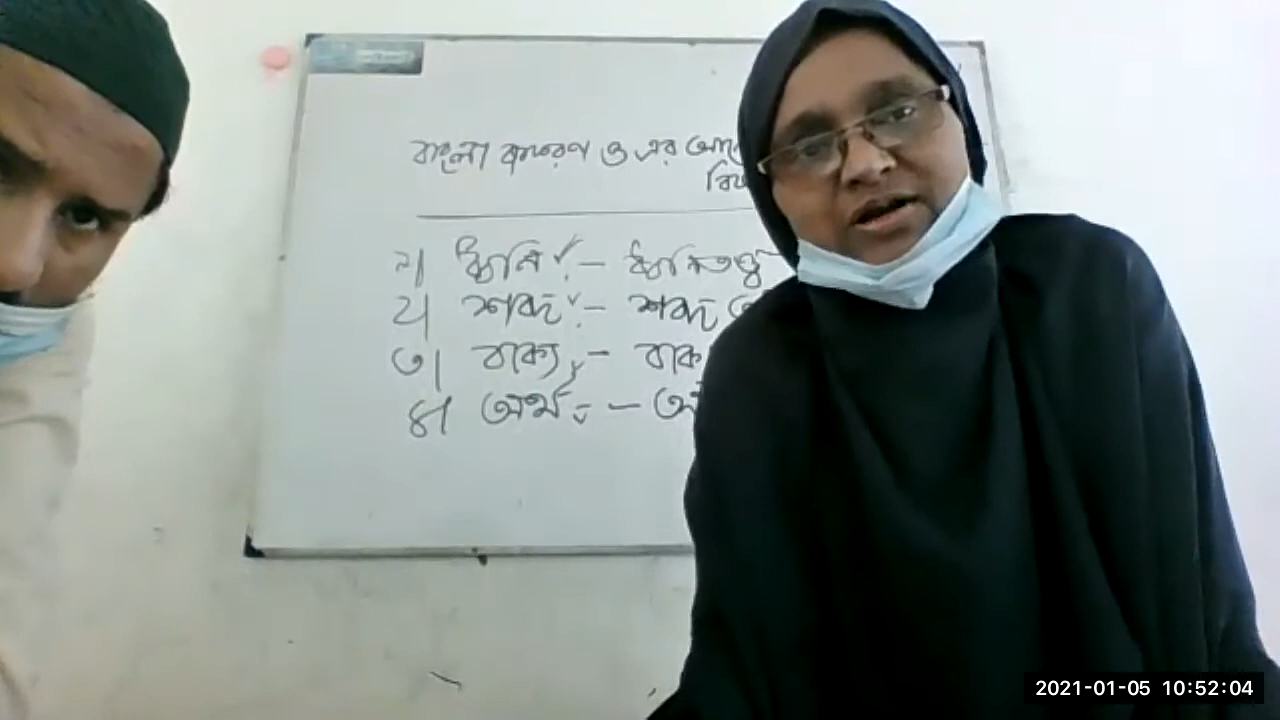 বাংলা ব্যাকরণ ও এর
১| ধ্বনি :- ধ্বনিতত্ত্ব
২| শব্দ :- শব্দ
৩| বাক্য :-
৪| অর্থ :-
2021-01-05 10:52:04